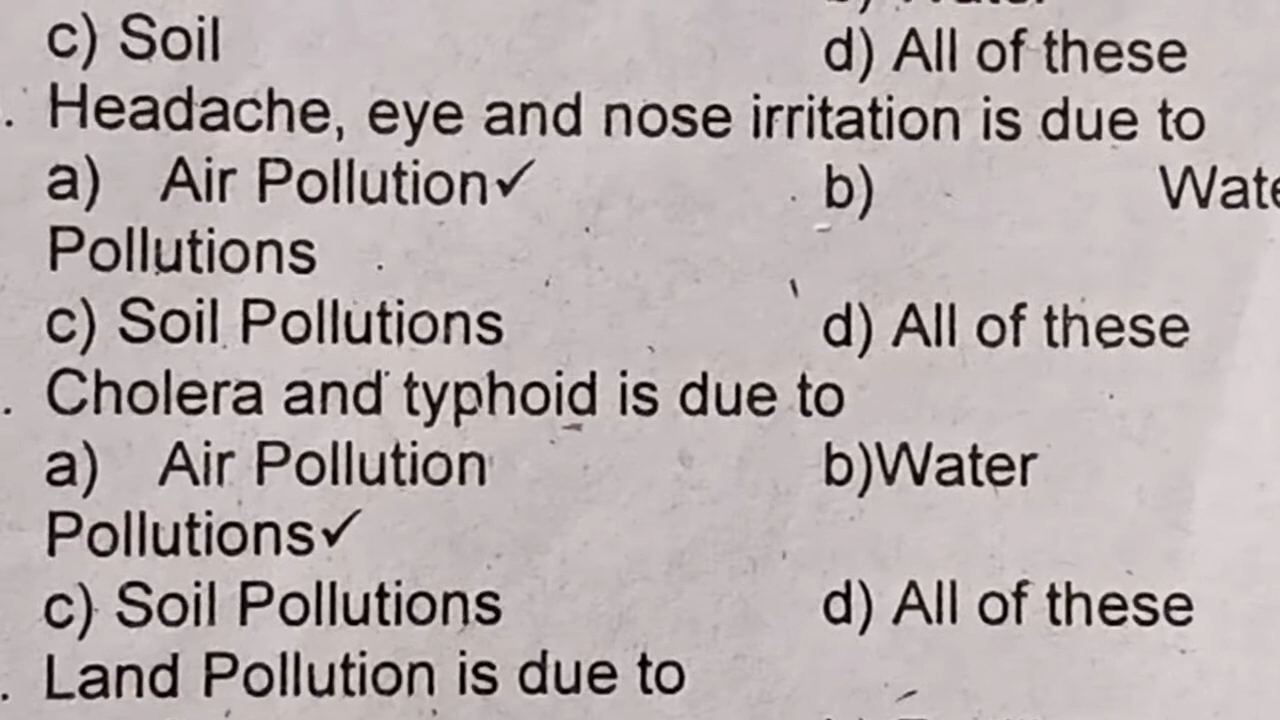 c) Soil d) All of these
. Headache, eye and nose irritation is due to
a) Air Pollution✓ b)
Pollutions
c) Soil Pollutions d) All of these
. Cholera and typhoid is due to
a) Air Pollution b)Water
Pollutions✓
c) Soil Pollutions d) All of these
. Land Pollution is due to